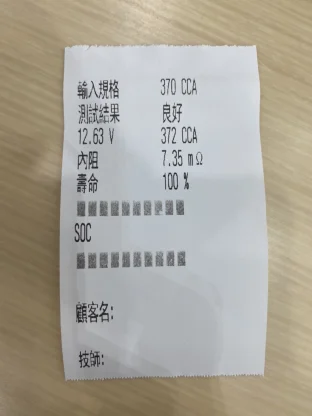 輸入規格 370 CCA
測試結果 良好
12.63 V 372 CCA
內阻 7.35 mΩ
壽命 100 %
SOC
顧客名:
技師: